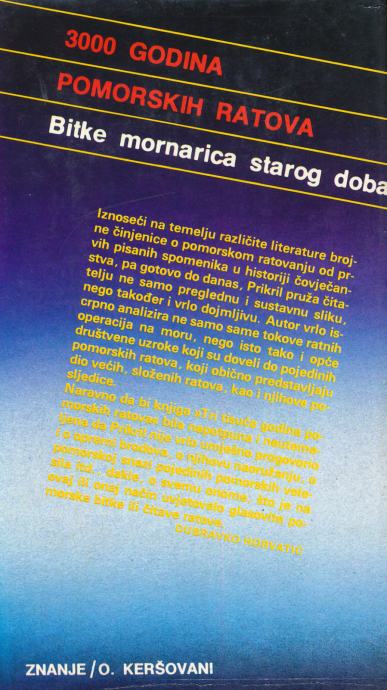 3000 GODINA
POMORSKIH RATOVA
Bitke mornarica starog doba
Iznoseći na temelju različite literature broj-
ne činjenice o pomorskom ratovanju od pr-
vih pisanih spomenika u historiji čovječan-
stva, pa gotovo do danas, Prikril pruža čita-
telju ne samo preglednu i sustavnu sliku,
nego također i vrlo dojmljivu. Autor vrlo is-
crpno analizira ne samo same tokove ratnih
operacija na moru, nego isto tako i opće
društvene uzroke koji su doveli do pojedinih
pomorskih ratova, koji obično predstavljaju
dio većih, složenih ratova, kao i njihove po-
sljedice.
Naravno da bi knjiga »Tri tisuće godina po-
morskih ratova« bila nepotpuna i neuteme-
ljena da Prikril nije vrlo umješno progovorio
i o opremi brodova, o njihovu naoružanju, o
pomorskoj snazi pojedinih pomorskih vele-
sila itd., dakle, o svemu onome, što je na
ovaj ili onaj način uvjetovalo glasovite po-
morske bitke ili čitave ratove.
DUBRAVKO HORVATIĆ
ZNANJE/O. KERŠOVANI